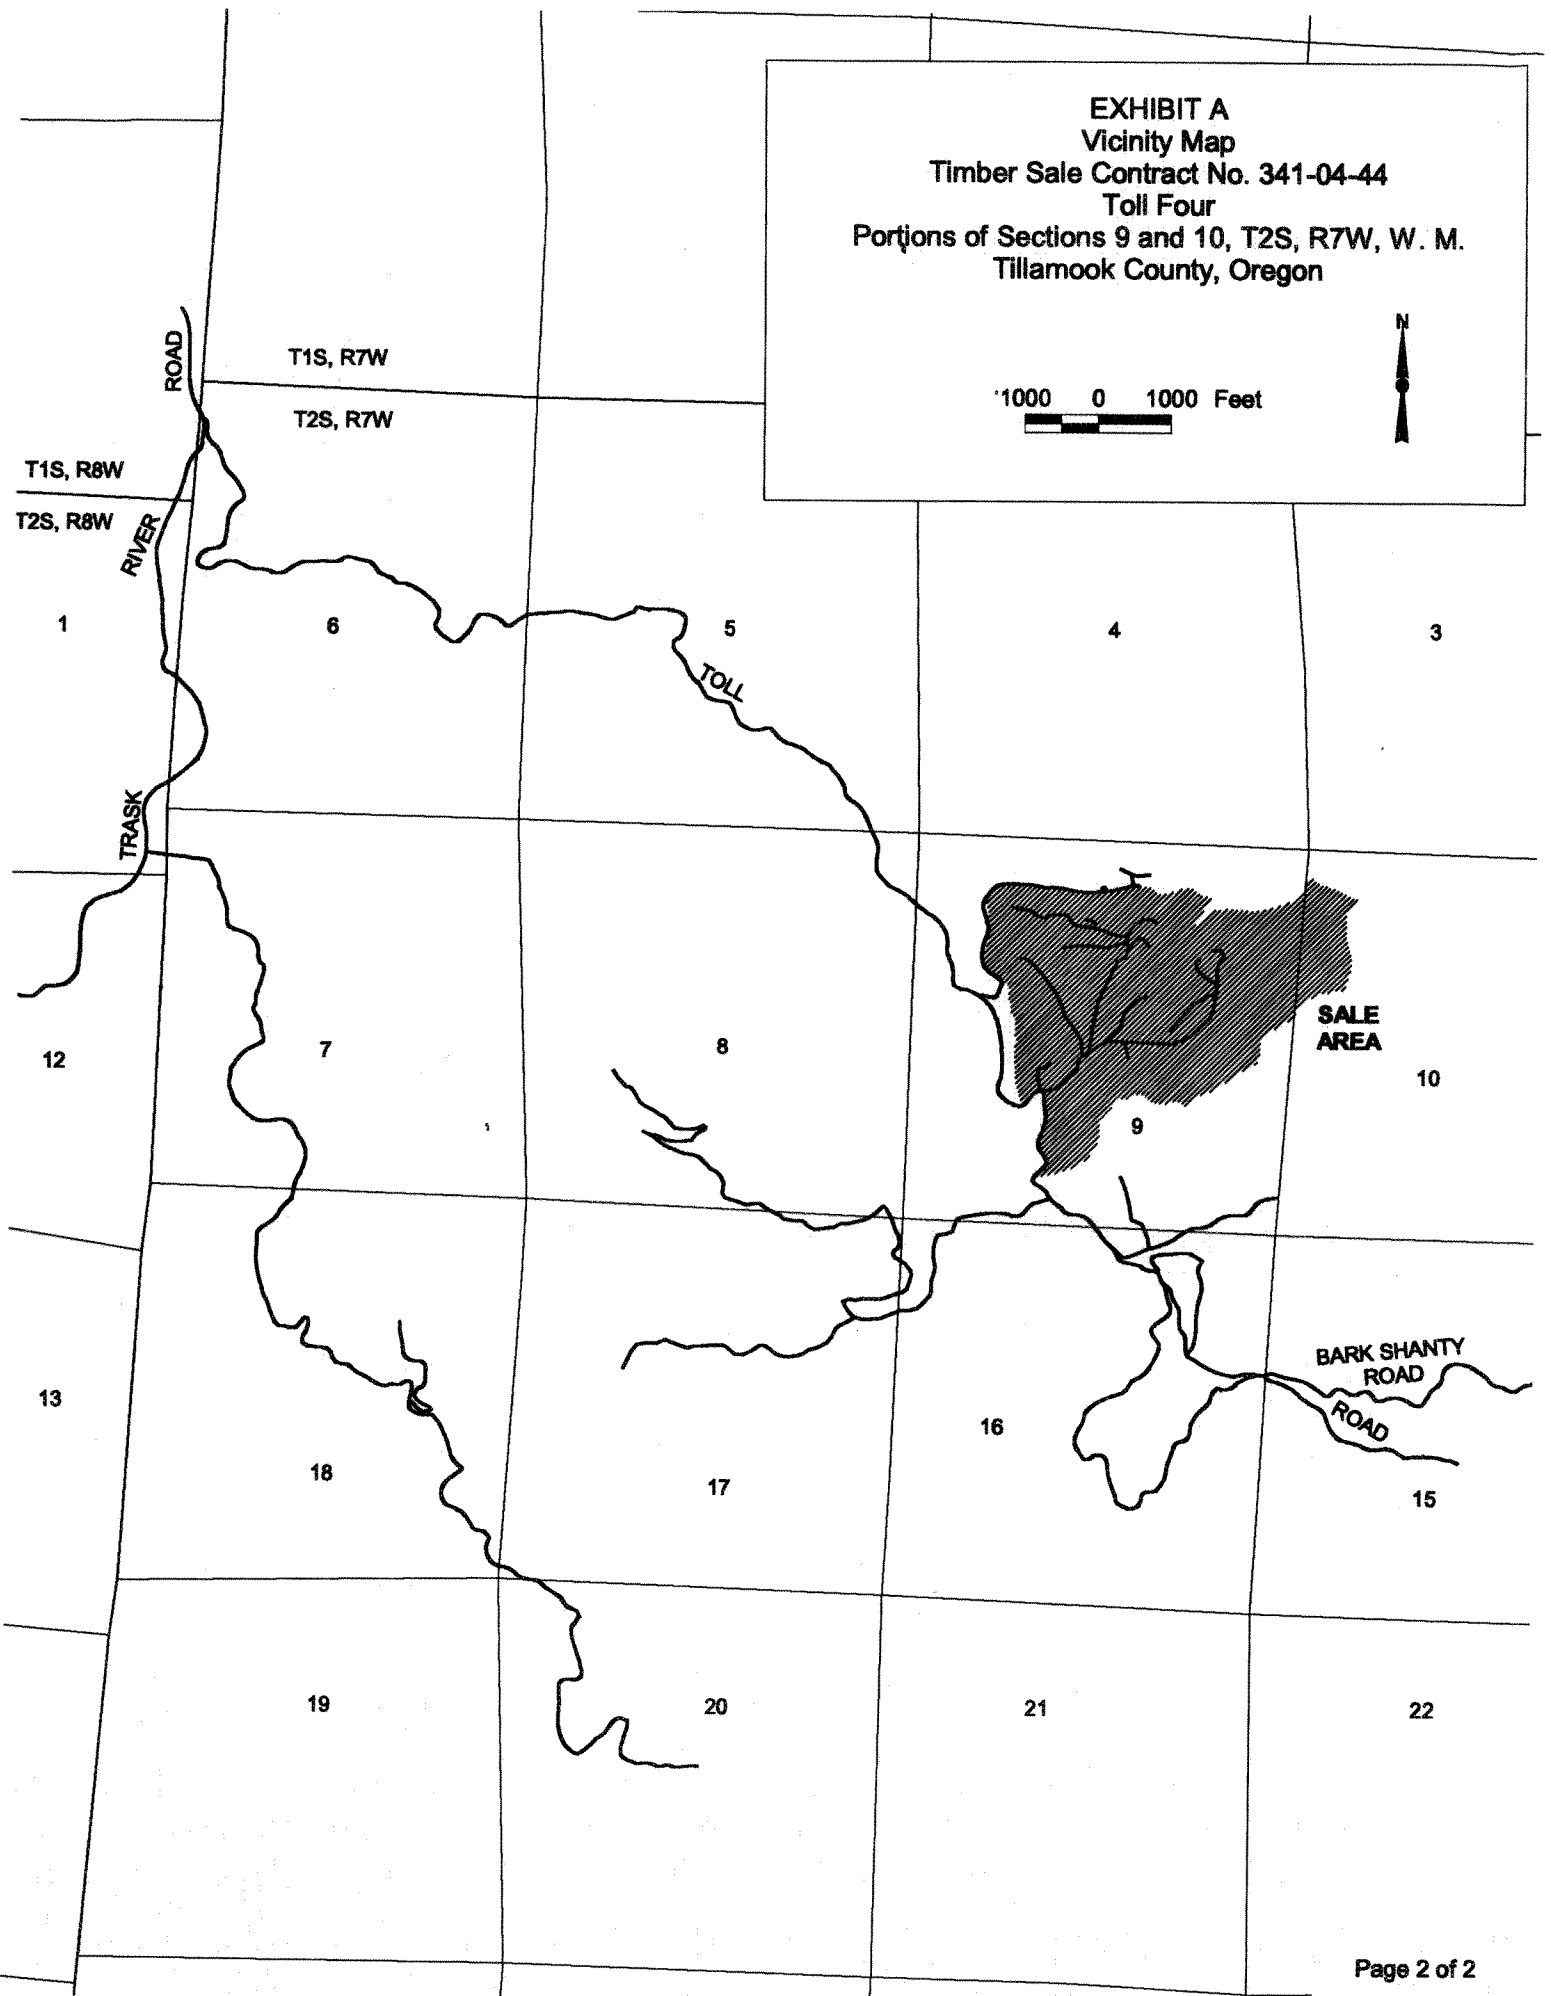 EXHIBIT A
Vicinity Map
Timber Sale Contract No. 341-04-44
Toll Four
Portions of Sections 9 and 10, T2S, R7W, W. M.
Tillamook County, Oregon
N
1000 0 1000 Feet
ROAD
T1S, R7W
T2S, R7W
T1S, R8W
T2S, R8W
RIVER
1
6
5
4
3
TOLL
TRASK
SALE
AREA
12
7
8
10
9
BARK SHANTY
ROAD
ROAD
13
16
18
17
15
19
20
21
22
Page 2 of 2